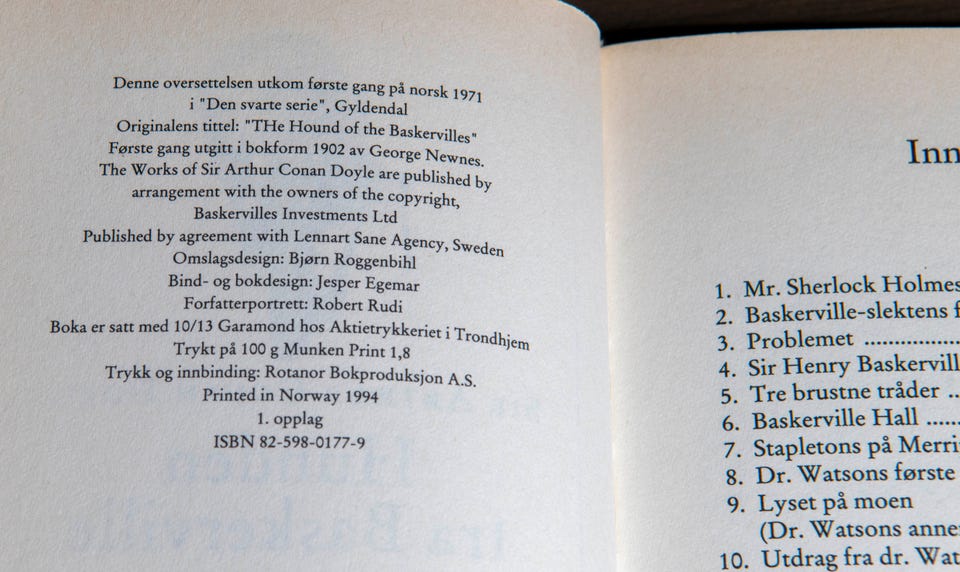 Denne oversettelsen utkom første gang på norsk 1971
i "Den svarte serie", Gyldendal
Originalens tittel: "THe Hound of the Baskervilles"
Første gang utgitt i bokform 1902 av George Newnes.
The Works of Sir Arthur Conan Doyle are published by
arrangement with the owners of the copyright,
Baskervilles Investments Ltd
Published by agreement with Lennart Sane Agency, Sweden
Omslagsdesign: Bjørn Roggenbihl
Bind- og bokdesign: Jesper Egemar
Forfatterportrett: Robert Rudi
Boka er satt med 10/13 Garamond hos Aktietrykkeriet i Trondhjem
Trykt på 100 g Munken Print 1,8
Trykk og innbinding: Rotanor Bokproduksjon A.S.
Printed in Norway 1994
1. opplag
ISBN 82-598-0177-9
Inn
1. Mr. Sherlock Holmes
2. Baskerville-slektens f
3. Problemet ..............
4. Sir Henry Baskervill
5. Tre brustne tråder ..
6. Baskerville Hall .....
7. Stapletons på Merri
8. Dr. Watsons første
9. Lyset på moen
(Dr. Watsons anne
10. Utdrag fra dr. Wat